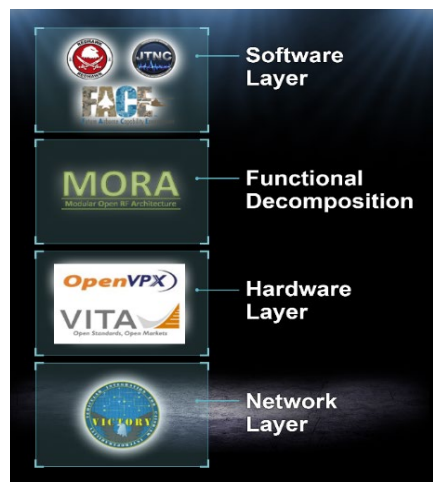 REDHAWK
JTNC
Software
Layer
FACE
MORA
Modular Open RF Architecture
Functional
Decomposition
OpenVPX
Hardware
Layer
VITA
Open Standards, Open Markets
Network
Layer
VICTORY